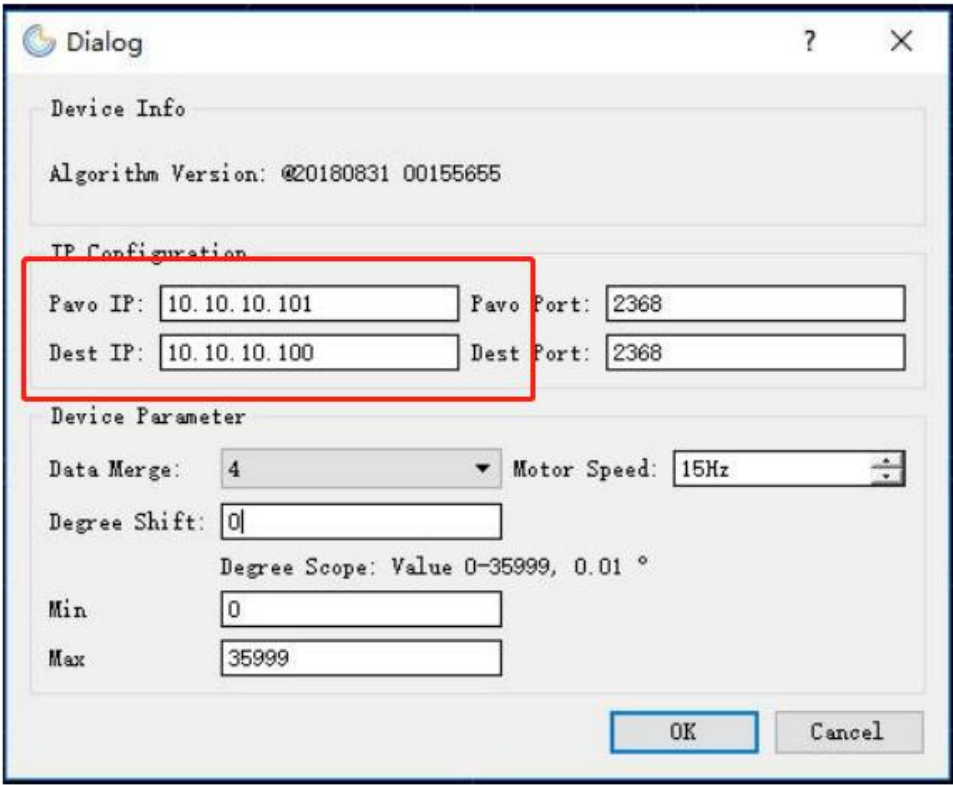 Dialog ?
Device Info
Algorithm Version: @20180831 00155655
IP Configuration
Pavo IP: 10.10.10.101 Pavo Port: 2368
Dest IP: 10.10.10.100 Dest Port: 2368
Device Parameter
Data Merge: 4 Motor Speed: 15Hz
Degree Shift: 0
Degree Scope: Value 0-35999, 0.01 °
Min 0
Max 35999
OK Cancel